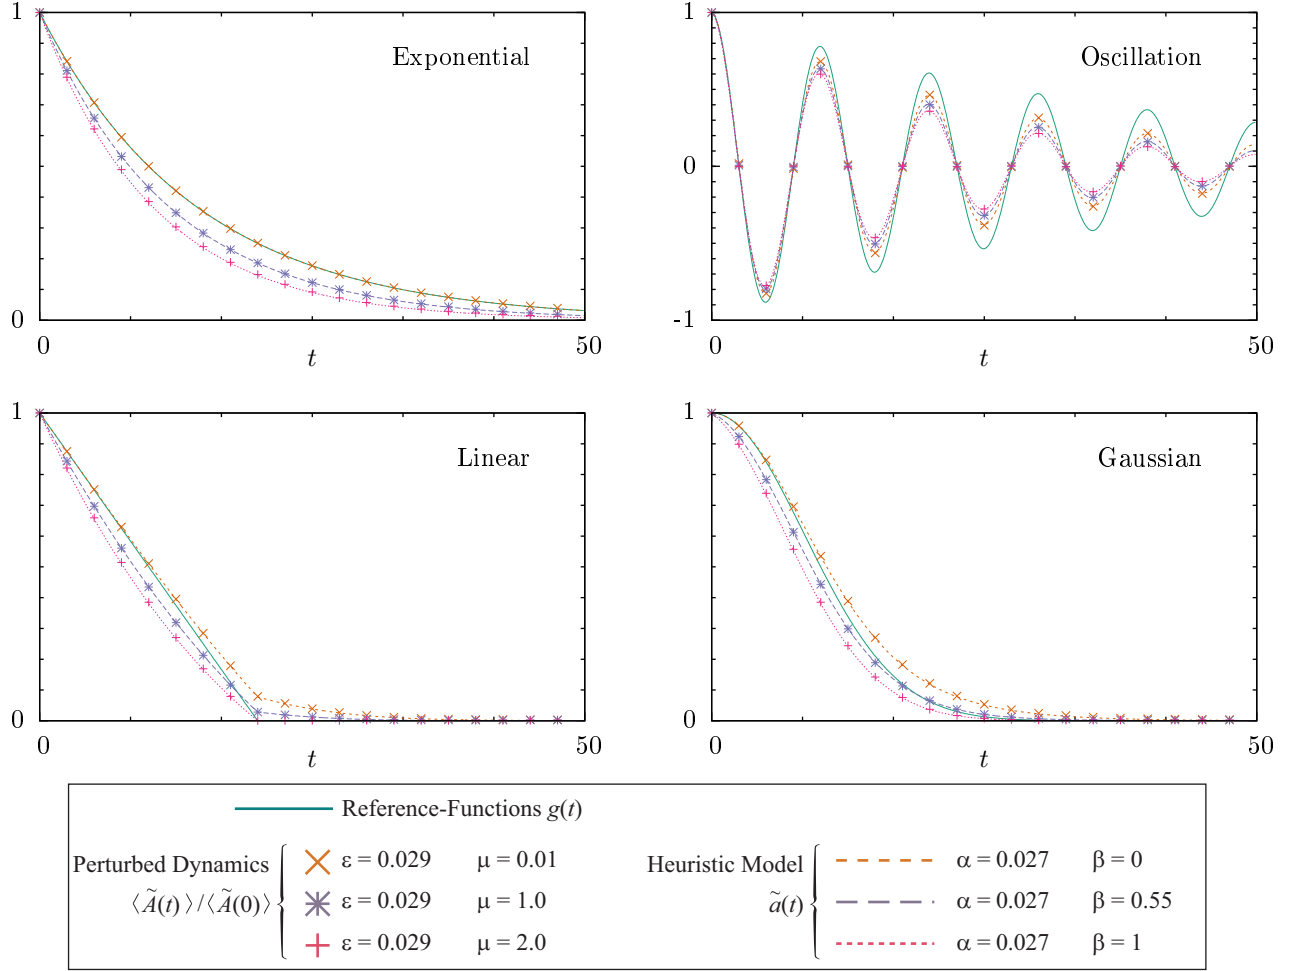 1
Exponential
0
0
50
t
1
Oscillation
0
-1
0
50
t
1
Linear
0
0
50
t
1
Gaussian
0
0
50
t
Reference-Functions g(t)
Perturbed Dynamics
⟨Ã(t)⟩/⟨Ã(0)⟩
ε = 0.029 μ = 0.01
ε = 0.029 μ = 1.0
ε = 0.029 μ = 2.0
Heuristic Model
ã(t)
α = 0.027 β = 0
α = 0.027 β = 0.55
α = 0.027 β = 1